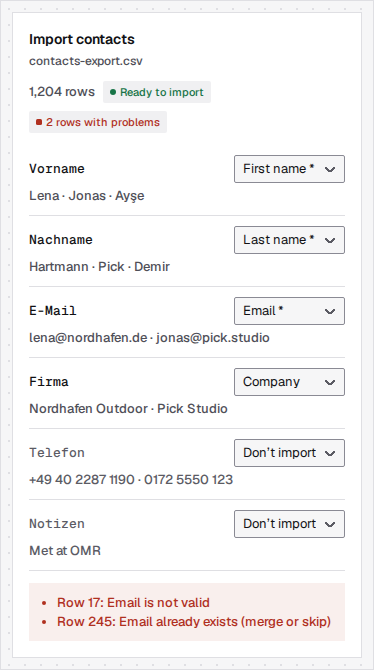 Import contacts
contacts-export.csv
1,204 rows Ready to import
2 rows with problems
Vorname First name *
Lena · Jonas · Ayşe
Nachname Last name *
Hartmann · Pick · Demir
E-Mail Email *
lena@nordhafen.de · jonas@pick.studio
Firma Company
Nordhafen Outdoor · Pick Studio
Telefon Don't import
+49 40 2287 1190 · 0172 5550 123
Notizen Don't import
Met at OMR
• Row 17: Email is not valid
• Row 245: Email already exists (merge or skip)